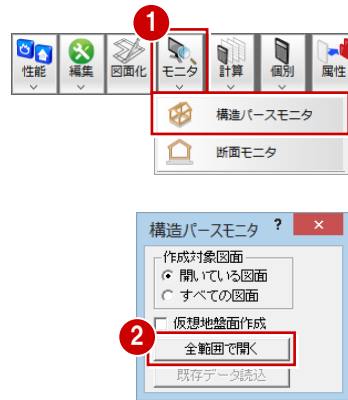 1
性能
編集
図面化
モニタ
計算
個別
属性
構造パースモニタ
断面モニタ
構造パースモニタ ? ×
作成対象図面
開いている図面
すべての図面
仮想地盤面作成
2
全範囲で開く
既存データ読込